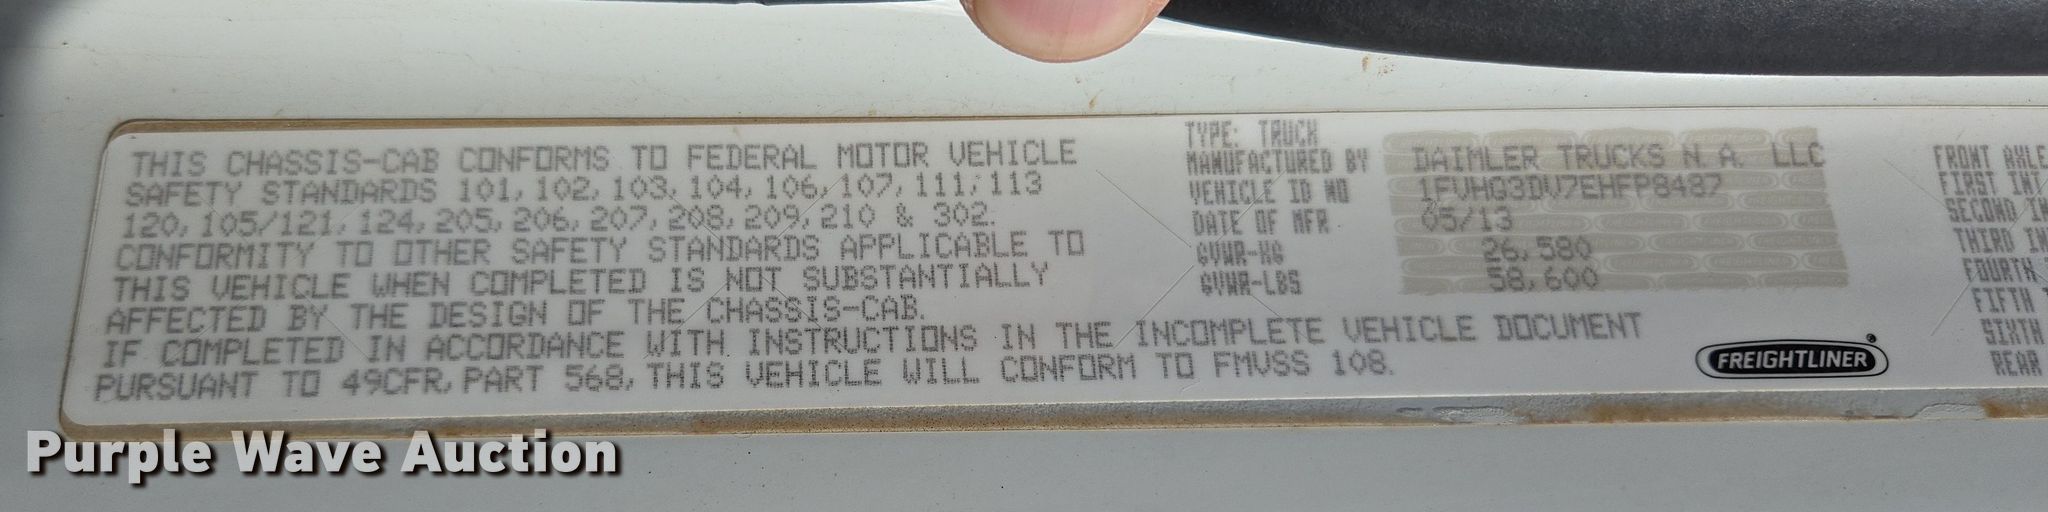 THIS CHASSIS-CAB CONFORMS TO FEDERAL MOTOR VEHICLE
SAFETY STANDARDS 101, 102, 103, 104, 106, 107, 111, 113
120, 105/121, 124, 205, 206, 207, 208, 209, 210 & 302.
CONFORMITY TO OTHER SAFETY STANDARDS APPLICABLE TO
THIS VEHICLE WHEN COMPLETED IS NOT SUBSTANTIALLY
AFFECTED BY THE DESIGN OF THE CHASSIS-CAB.
IF COMPLETED IN ACCORDANCE WITH INSTRUCTIONS IN THE INCOMPLETE VEHICLE DOCUMENT
PURSUANT TO 49CFR, PART 568, THIS VEHICLE WILL CONFORM TO FMVSS 108.
TYPE: TRUCK
MANUFACTURED BY DAIMLER TRUCKS N.A. LLC
VEHICLE ID NO 1FVHG3DV7EHFP8487
DATE OF MFR 05/13
GVWR-KG 26,580
GVWR-LBS 58,600
FREIGHTLINER
FRONT AXLE
FIRST INT
SECOND IN
THIRD IN
FOURTH
FIFTH
SIXTH
REAR
Purple Wave Auction